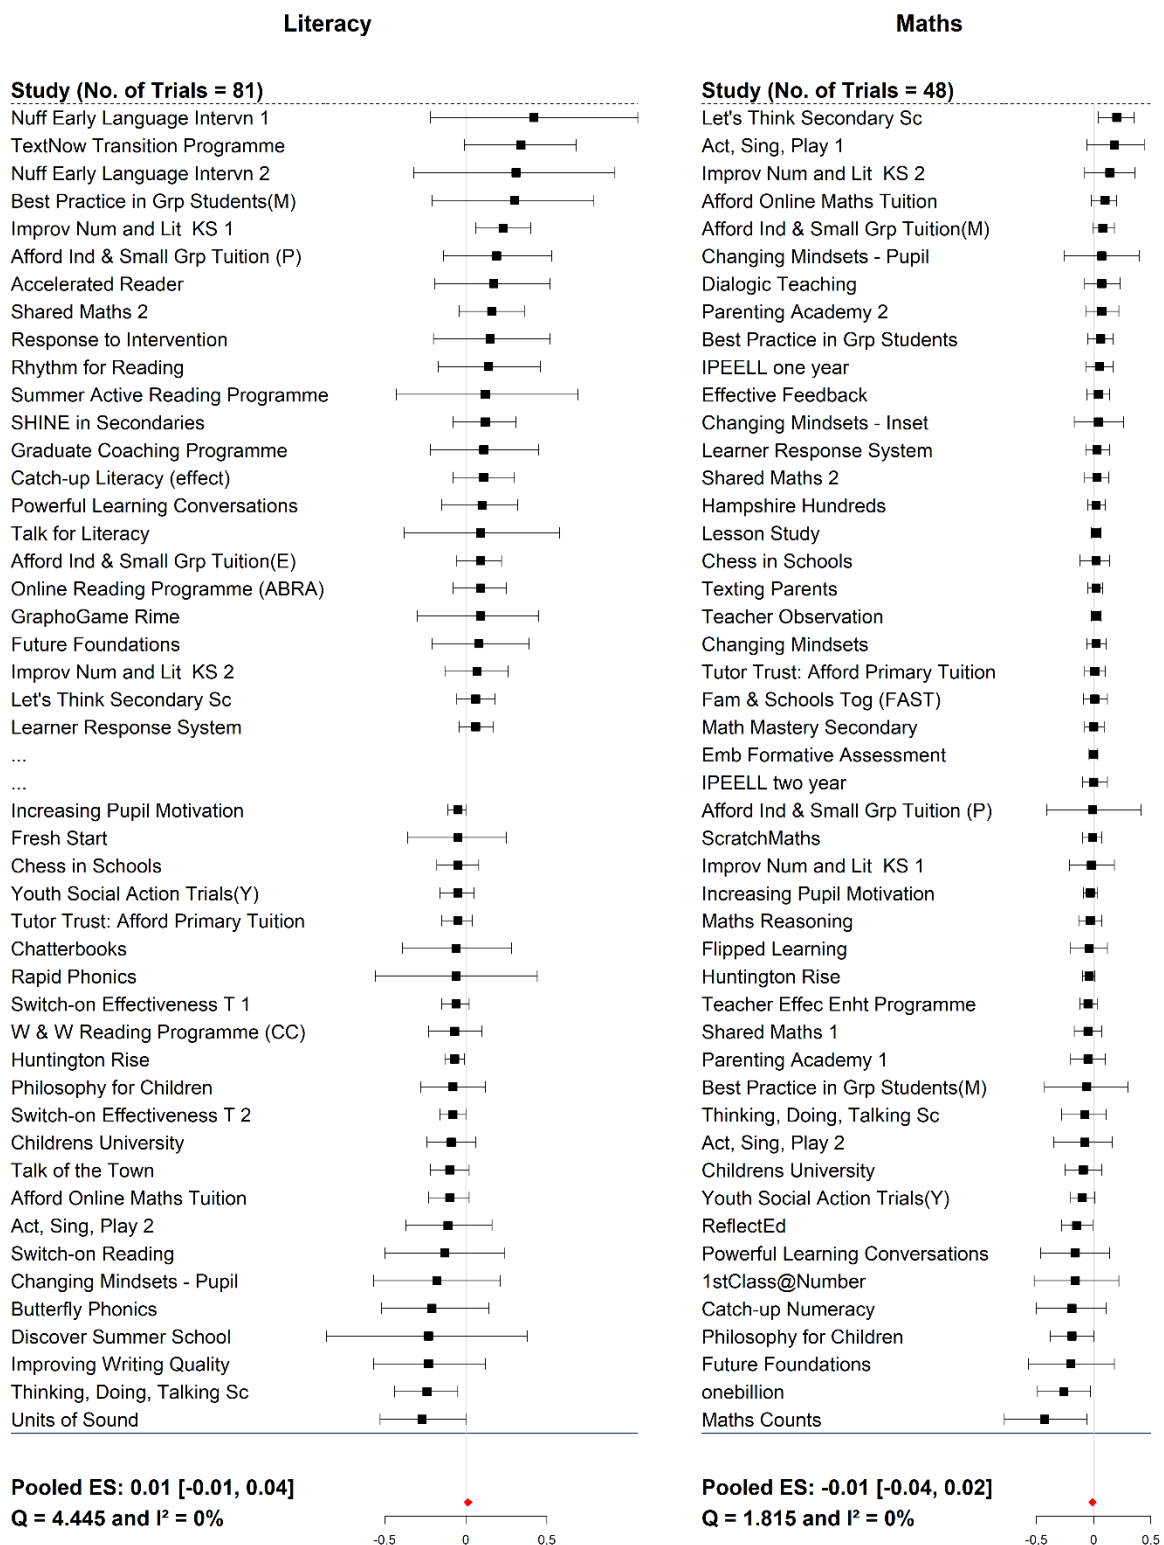 Literacy
Study (No. of Trials = 81)
Nuff Early Language Intervn 1
TextNow Transition Programme
Nuff Early Language Intervn 2
Best Practice in Grp Students(M)
Improv Num and Lit  KS 1
Afford Ind & Small Grp Tuition (P)
Accelerated Reader
Shared Maths 2
Response to Intervention
Rhythm for Reading
Summer Active Reading Programme
SHINE in Secondaries
Graduate Coaching Programme
Catch-up Literacy (effect)
Powerful Learning Conversations
Talk for Literacy
Afford Ind & Small Grp Tuition(E)
Online Reading Programme (ABRA)
GraphoGame Rime
Future Foundations
Improv Num and Lit  KS 2
Let's Think Secondary Sc
Learner Response System
...
...
Increasing Pupil Motivation
Fresh Start
Chess in Schools
Youth Social Action Trials(Y)
Tutor Trust: Afford Primary Tuition
Chatterbooks
Rapid Phonics
Switch-on Effectiveness T 1
W & W Reading Programme (CC)
Huntington Rise
Philosophy for Children
Switch-on Effectiveness T 2
Childrens University
Talk of the Town
Afford Online Maths Tuition
Act, Sing, Play 2
Switch-on Reading
Changing Mindsets - Pupil
Butterfly Phonics
Discover Summer School
Improving Writing Quality
Thinking, Doing, Talking Sc
Units of Sound
Pooled ES: 0.01 [-0.01, 0.04]
Q = 4.445 and I² = 0%
-0.5 0 0.5
Maths
Study (No. of Trials = 48)
Let's Think Secondary Sc
Act, Sing, Play 1
Improv Num and Lit  KS 2
Afford Online Maths Tuition
Afford Ind & Small Grp Tuition(M)
Changing Mindsets - Pupil
Dialogic Teaching
Parenting Academy 2
Best Practice in Grp Students
IPEELL one year
Effective Feedback
Changing Mindsets - Inset
Learner Response System
Shared Maths 2
Hampshire Hundreds
Lesson Study
Chess in Schools
Texting Parents
Teacher Observation
Changing Mindsets
Tutor Trust: Afford Primary Tuition
Fam & Schools Tog (FAST)
Math Mastery Secondary
Emb Formative Assessment
IPEELL two year
Afford Ind & Small Grp Tuition (P)
ScratchMaths
Improv Num and Lit  KS 1
Increasing Pupil Motivation
Maths Reasoning
Flipped Learning
Huntington Rise
Teacher Effec Enht Programme
Shared Maths 1
Parenting Academy 1
Best Practice in Grp Students(M)
Thinking, Doing, Talking Sc
Act, Sing, Play 2
Childrens University
Youth Social Action Trials(Y)
ReflectEd
Powerful Learning Conversations
1stClass@Number
Catch-up Numeracy
Philosophy for Children
Future Foundations
onebillion
Maths Counts
Pooled ES: -0.01 [-0.04, 0.02]
Q = 1.815 and I² = 0%
-0.5 0 0.5